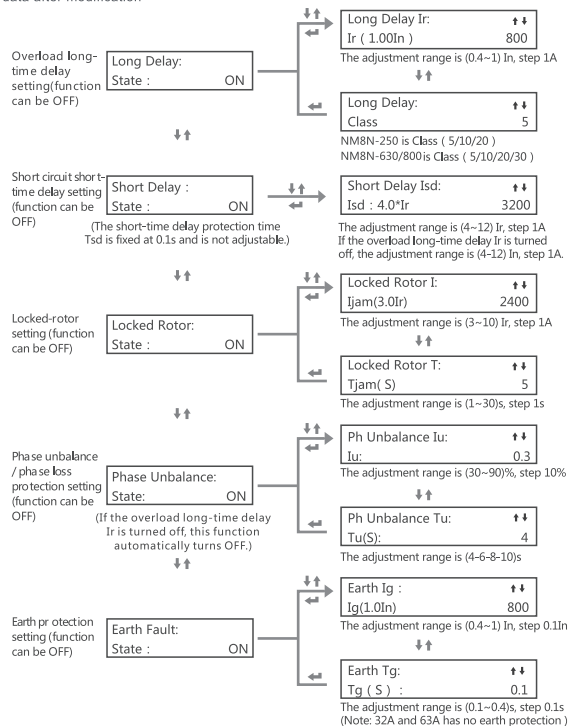 data after modification
Overload long-
time delay
setting(function
can be OFF)
Long Delay:
State : ON
Long Delay Ir:
Ir ( 1.00In ) 800
The adjustment range is (0.4~1) In, step 1A
Long Delay:
Class 5
NM8N-250 is Class ( 5/10/20 )
NM8N-630/800 is Class ( 5/10/20/30 )
Short circuit short-
time delay setting
(function can be
OFF)
Short Delay :
State : ON
(The short-time delay protection time
Tsd is fixed at 0.1s and is not adjustable.)
Short Delay Isd:
Isd : 4.0*Ir 3200
The adjustment range is (4~12) Ir, step 1A
If the overload long-time delay Ir is turned
off, the adjustment range is (4-12) In, step 1A.
Locked-rotor
setting (function
can be OFF)
Locked Rotor:
State : ON
Locked Rotor I:
Ijam(3.0Ir) 2400
The adjustment range is (3~10) Ir, step 1A
Locked Rotor T:
Tjam( S) 5
The adjustment range is (1~30)s, step 1s
Phase unbalance
/ phase loss
protection setting
(function can be
OFF)
Phase Unbalance:
State: ON
(If the overload long-time delay
Ir is turned off, this function
automatically turns OFF.)
Ph Unbalance Iu:
Iu: 0.3
The adjustment range is (30~90)%, step 10%
Ph Unbalance Tu:
Tu(S): 4
The adjustment range is (4-6-8-10)s
Earth pr otection
setting (function
can be OFF)
Earth Fault:
State : ON
Earth Ig :
Ig(1.0In) 800
The adjustment range is (0.4~1) In, step 0.1In
Earth Tg:
Tg ( S ) : 0.1
The adjustment range is (0.1~0.4)s, step 0.1s
(Note: 32A and 63A has no earth protection )